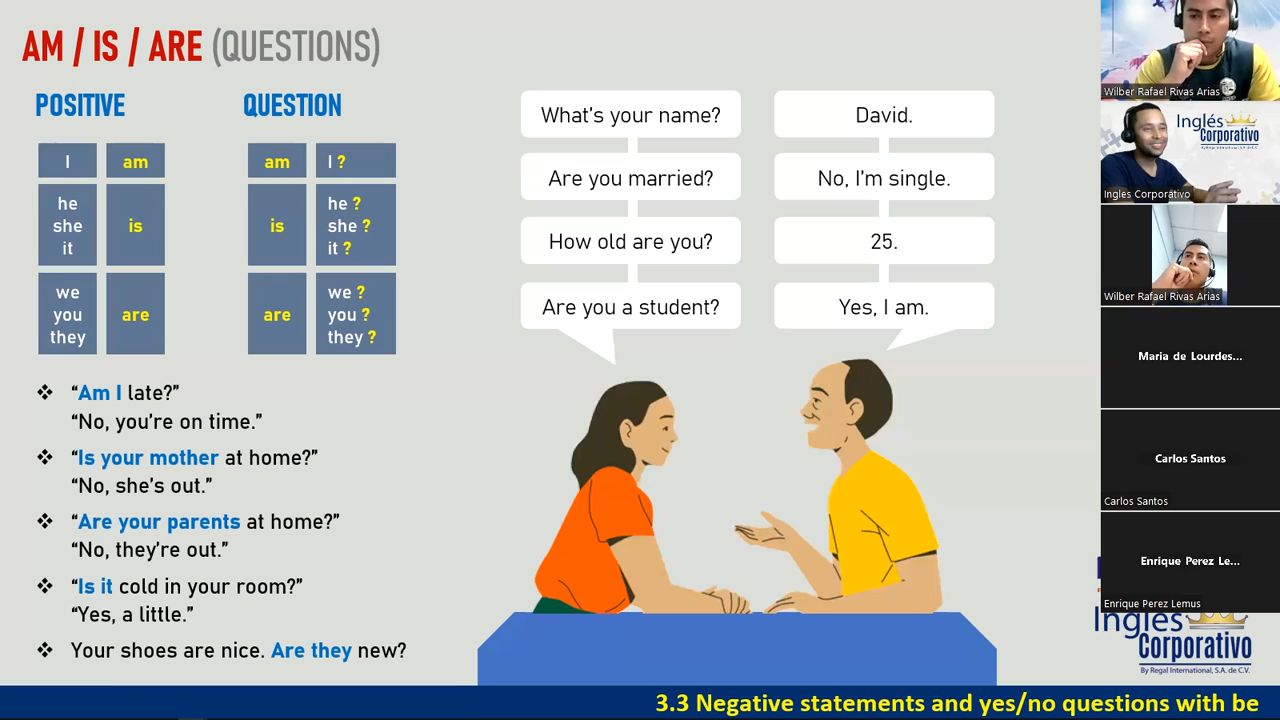 AM / IS / ARE (QUESTIONS)
POSITIVE
QUESTION
I
am
he
she
it
is
we
you
they
are
am
I ?
is
he ?
she ?
it ?
are
we ?
you ?
they ?
❖ “Am I late?”
“No, you’re on time.”
❖ “Is your mother at home?”
“No, she’s out.”
❖ “Are your parents at home?”
“No, they’re out.”
❖ “Is it cold in your room?”
“Yes, a little.”
❖ Your shoes are nice. Are they new?
What’s your name?
David.
Are you married?
No, I’m single.
How old are you?
25.
Are you a student?
Yes, I am.
3.3 Negative statements and yes/no questions with be
Wilber Rafael Rivas Arias
Inglés
Corporativo
By Regal International, S.A. de C.V.
Ingles Corporativo
Wilber Rafael Rivas Arias
Maria de Lourdes...
Carlos Santos
Carlos Santos
Enrique Perez Le...
Enrique Perez Lemus
Inglés
Corporativo
By Regal International, S.A. de C.V.